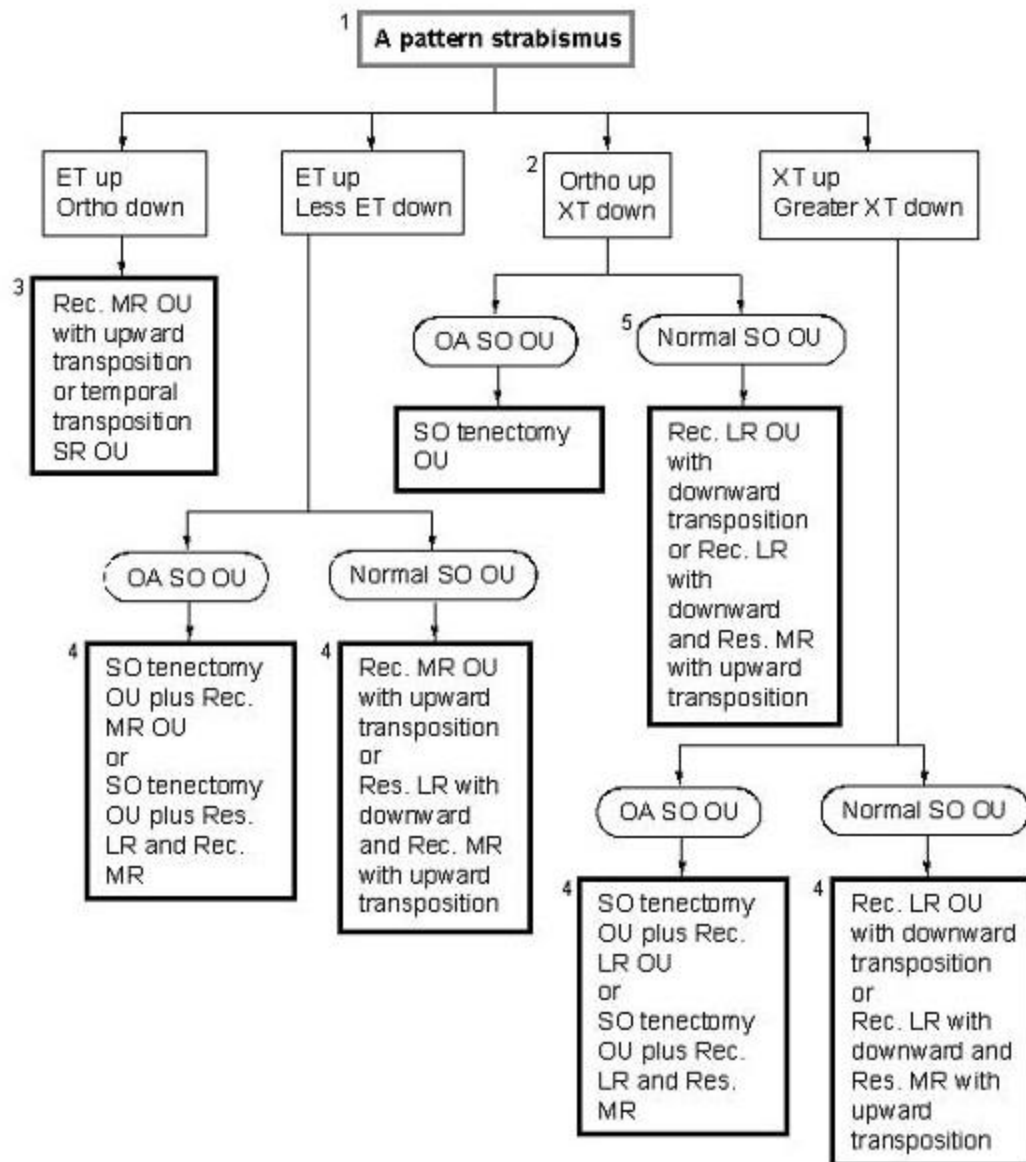 1
A pattern strabismus
ET up
Ortho down
ET up
Less ET down
2
Ortho up
XT down
XT up
Greater XT down
3
Rec. MR OU
with upward
transposition
or temporal
transposition
SR OU
OA SO OU
5
Normal SO OU
SO tenectomy
OU
Rec. LR OU
with
downward
transposition
or Rec. LR
with
downward
and Res. MR
with upward
transposition
OA SO OU
Normal SO OU
4
SO tenectomy
OU plus Rec.
MR OU
or
SO tenectomy
OU plus Res.
LR and Rec.
MR
4
Rec. MR OU
with upward
transposition
or
Res. LR with
downward
and Rec. MR
with upward
transposition
OA SO OU
Normal SO OU
4
SO tenectomy
OU plus Rec.
LR OU
or
SO tenectomy
OU plus Rec.
LR and Res.
MR
4
Rec. LR OU
with downward
transposition
or
Rec. LR with
downward and
Res. MR with
upward
transposition